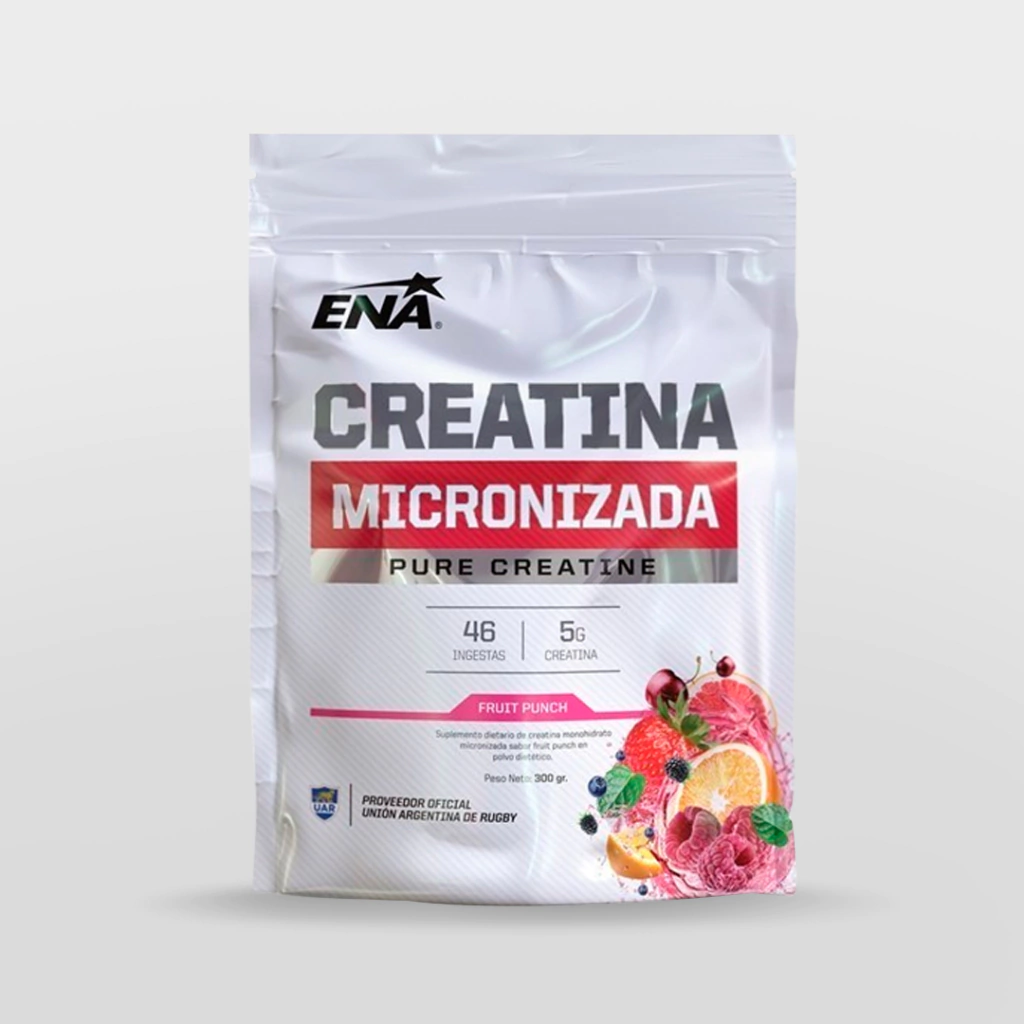 ENA®
CREATINA
MICRONIZADA
PURE CREATINE
46
INGESTAS
5G
CREATINA
FRUIT PUNCH
Suplemento dietario de creatina monohidrato
micronizada sabor fruit punch en
polvo dietético.
Peso Neto: 300 gr.
UAR
PROVEEDOR OFICIAL
UNIÓN ARGENTINA DE RUGBY